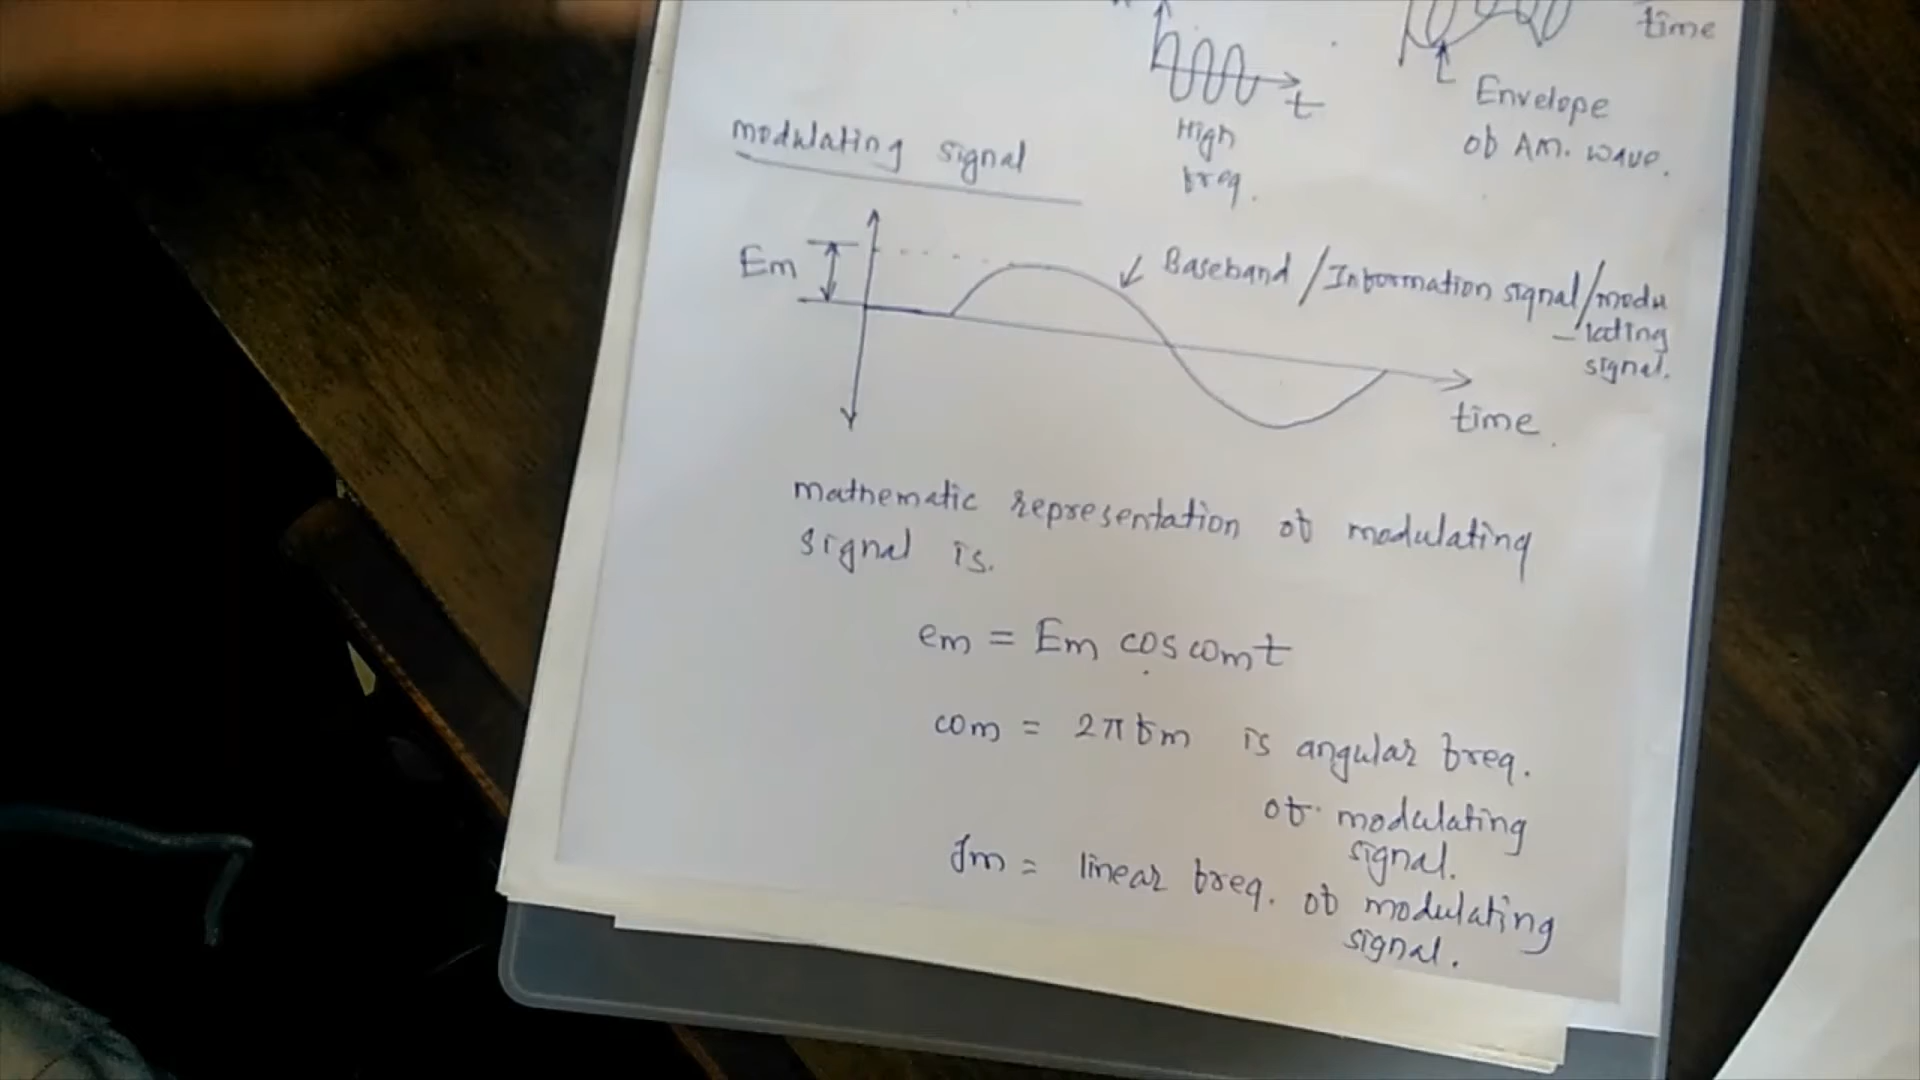 time
t
High
freq.
Envelope
of Am. wave.
modulating signal
Em
Baseband / Information signal / modu
-lating
signal.
time.
mathematic representation of modulating
signal is.
em = Em cos ωmt
ωm = 2πfm is angular freq.
of modulating
signal.
fm = linear freq. of modulating
signal.